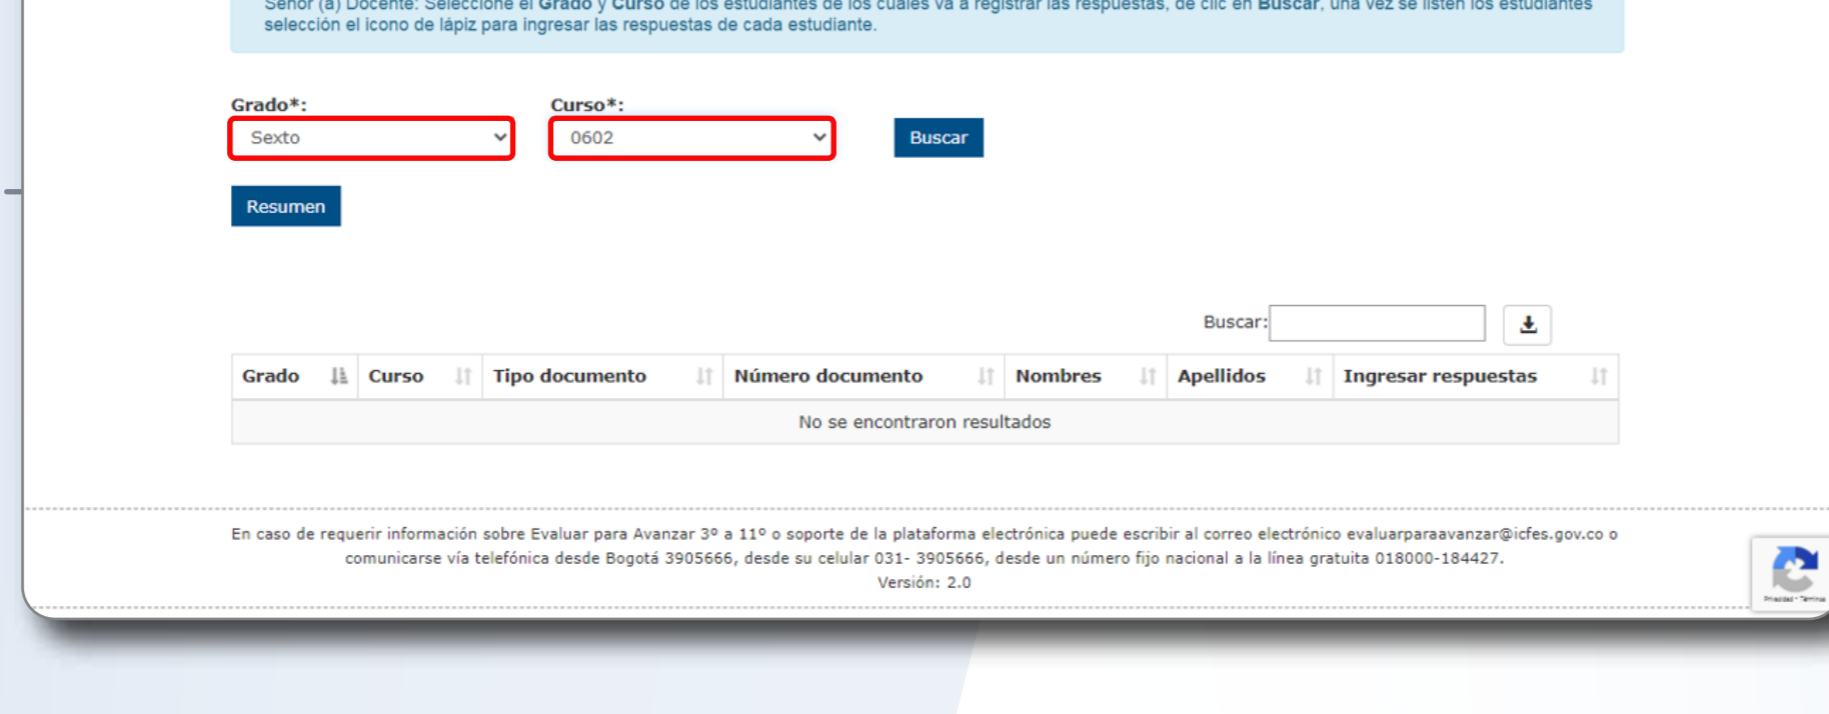 Señor (a) Docente: Seleccione el Grado y Curso de los estudiantes de los cuales va a registrar las respuestas, de clic en Buscar, una vez se listen los estudiantes
selección el icono de lápiz para ingresar las respuestas de cada estudiante.
Grado*: Curso*:
Sexto 0602 Buscar
Resumen
Buscar:
Grado Curso Tipo documento Número documento Nombres Apellidos Ingresar respuestas
No se encontraron resultados
En caso de requerir información sobre Evaluar para Avanzar 3º a 11º o soporte de la plataforma electrónica puede escribir al correo electrónico evaluarparaavanzar@icfes.gov.co o
comunicarse vía telefónica desde Bogotá 3905666, desde su celular 031- 3905666, desde un número fijo nacional a la línea gratuita 018000-184427.
Versión: 2.0
Privacidad - Términos